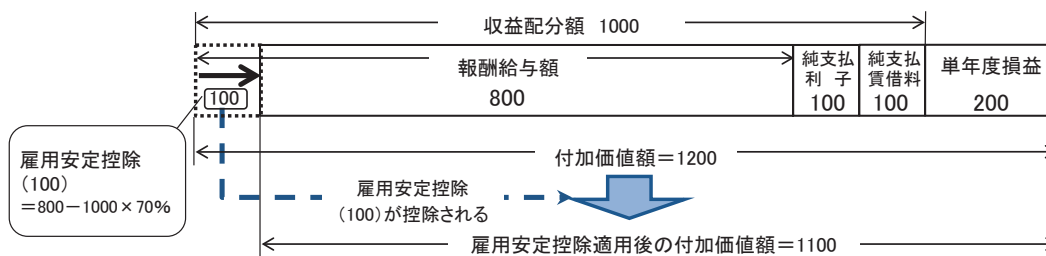 収益配分額 1000
報酬給与額
800
純支払
利 子
100
純支払
賃借料
100
単年度損益
200
100
雇用安定控除
(100)
=800-1000×70%
付加価値額=1200
雇用安定控除
(100)が控除される
雇用安定控除適用後の付加価値額=1100